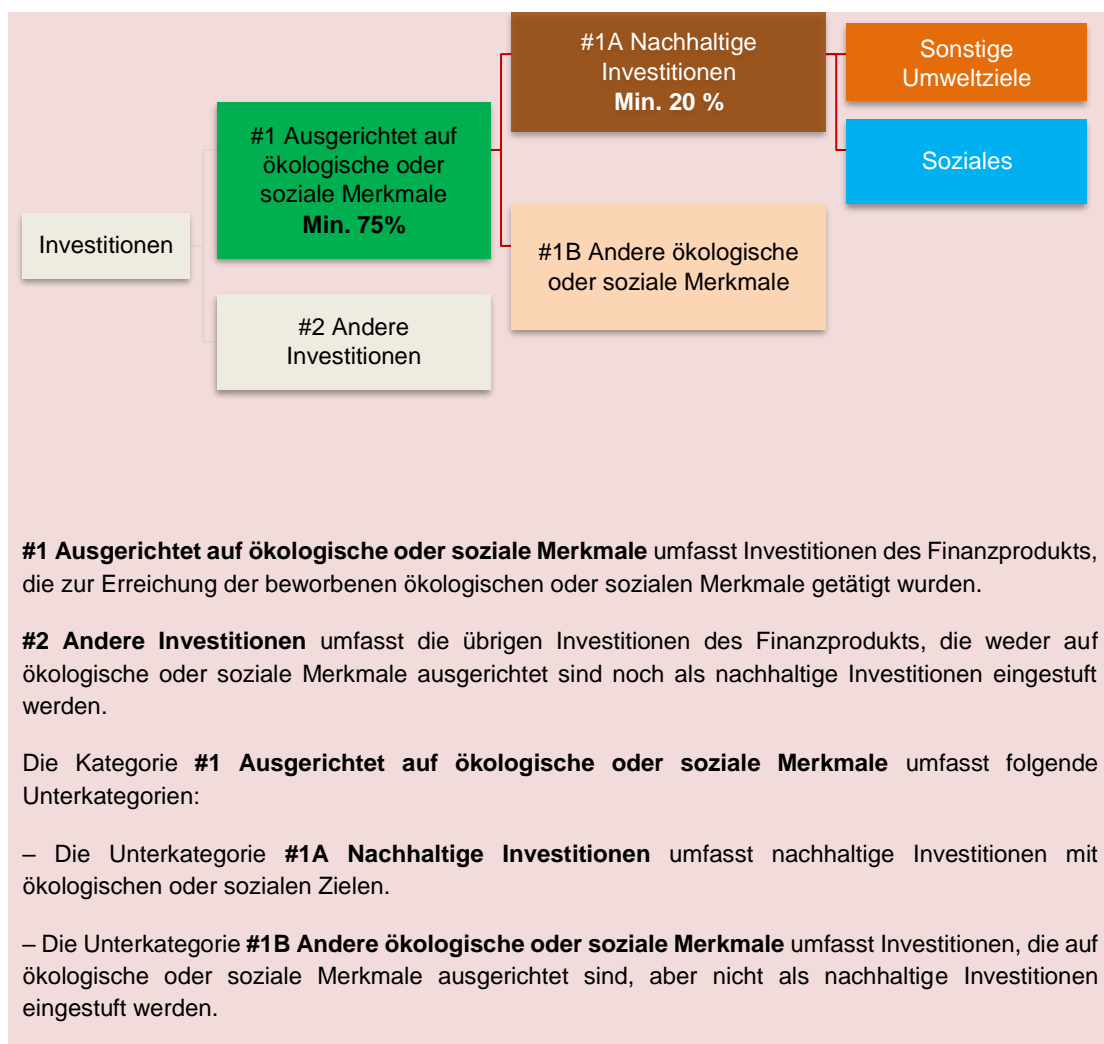 #1A Nachhaltige
Investitionen
Min. 20 %
Sonstige
Umweltziele
#1 Ausgerichtet auf
ökologische oder
soziale Merkmale
Min. 75%
Soziales
Investitionen
#1B Andere ökologische
oder soziale Merkmale
#2 Andere
Investitionen
#1 Ausgerichtet auf ökologische oder soziale Merkmale umfasst Investitionen des Finanzprodukts,
die zur Erreichung der beworbenen ökologischen oder sozialen Merkmale getätigt wurden.
#2 Andere Investitionen umfasst die übrigen Investitionen des Finanzprodukts, die weder auf
ökologische oder soziale Merkmale ausgerichtet sind noch als nachhaltige Investitionen eingestuft
werden.
Die Kategorie #1 Ausgerichtet auf ökologische oder soziale Merkmale umfasst folgende
Unterkategorien:
– Die Unterkategorie #1A Nachhaltige Investitionen umfasst nachhaltige Investitionen mit
ökologischen oder sozialen Zielen.
– Die Unterkategorie #1B Andere ökologische oder soziale Merkmale umfasst Investitionen, die auf
ökologische oder soziale Merkmale ausgerichtet sind, aber nicht als nachhaltige Investitionen
eingestuft werden.